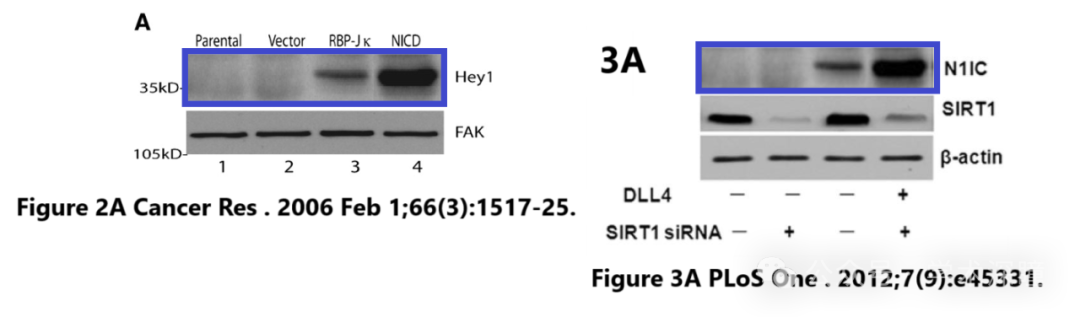 A
Parental Vector RBP-Jκ NICD
Hey1
35kD-
FAK
105kD-
1 2 3 4
Figure 2A Cancer Res . 2006 Feb 1;66(3):1517-25.
3A
N1IC
SIRT1
β-actin
DLL4 — — — +
SIRT1 siRNA — + — +
Figure 3A PLoS One . 2012;7(9):e45331.